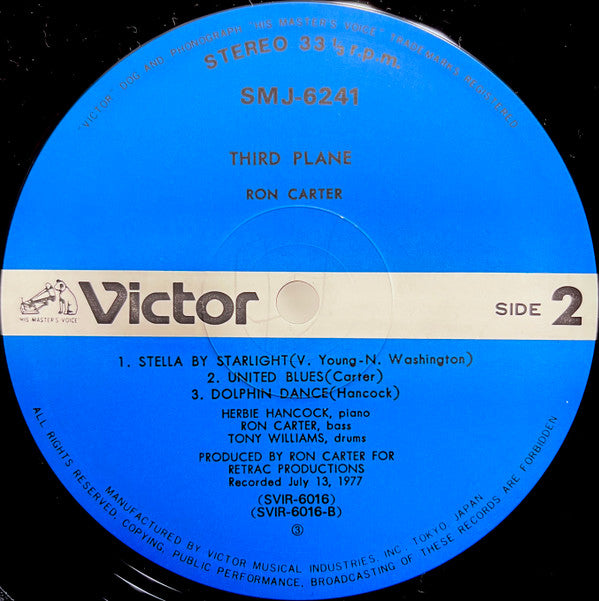 "VICTOR" DOG AND PHONOGRAPH "HIS MASTER'S VOICE" TRADEMARKS REGISTERED
STEREO 33 1/3 r.p.m.
SMJ-6241
THIRD PLANE
RON CARTER
"HIS MASTER'S VOICE"
Victor
SIDE 2
1. STELLA BY STARLIGHT(V. Young-N. Washington)
2. UNITED BLUES(Carter)
3. DOLPHIN DANCE(Hancock)
HERBIE HANCOCK, piano
RON CARTER, bass
TONY WILLIAMS, drums
PRODUCED BY RON CARTER FOR
RETRAC PRODUCTIONS
Recorded July 13, 1977
(SVIR-6016)
(SVIR-6016-B)
③
MANUFACTURED BY VICTOR MUSICAL INDUSTRIES INC. TOKYO JAPAN
ALL RIGHTS RESERVED, COPYING, PUBLIC PERFORMANCE, BROADCASTING OF THESE RECORDS ARE FORBIDDEN